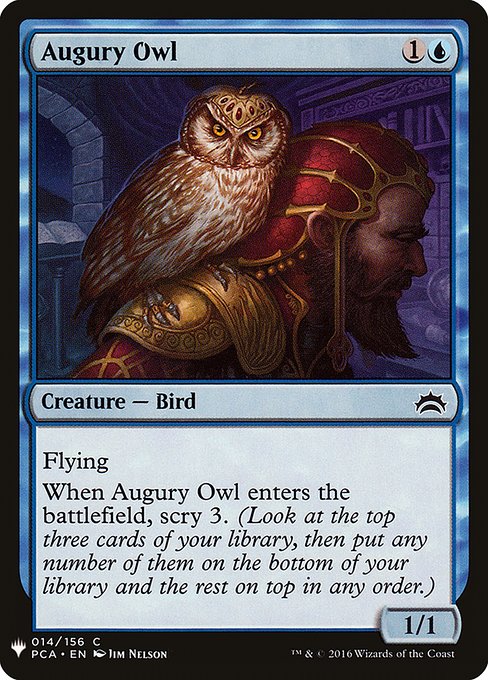 Augury Owl 1
Creature — Bird
Flying
When Augury Owl enters the
battlefield, scry 3. (Look at the top
three cards of your library, then put any
number of them on the bottom of your
library and the rest on top in any order.)
1/1
014/156 C
PCA • EN Jim Nelson
™ & © 2016 Wizards of the Coast